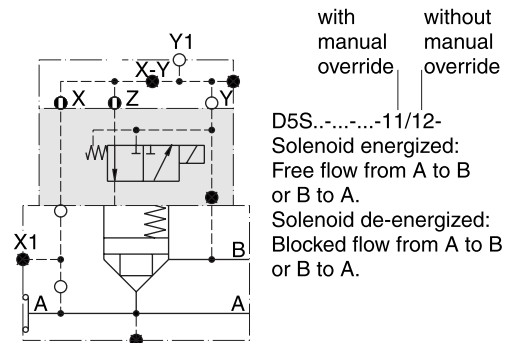 Y1
X-Y
X
Z
Y
X1
B
A
A
with
manual
override
without
manual
override
D5S..-...-...-11/12-
Solenoid energized:
Free flow from A to B
or B to A.
Solenoid de-energized:
Blocked flow from A to B
or B to A.